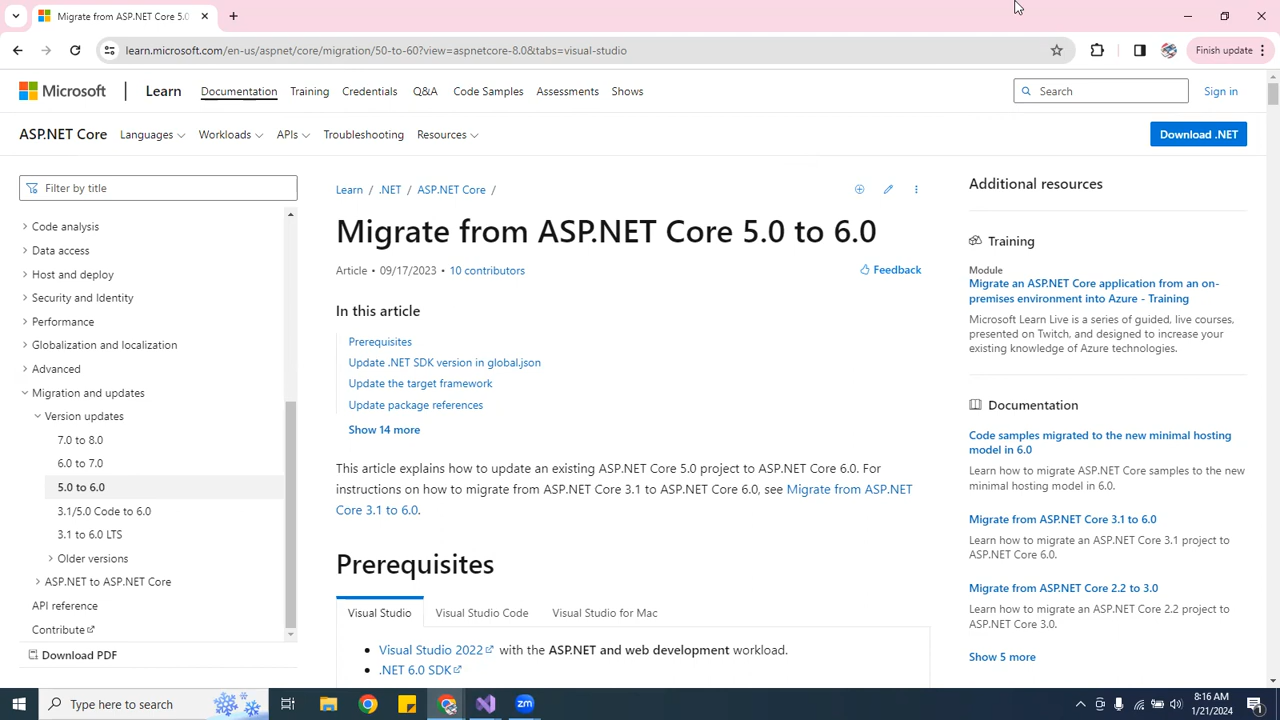 Migrate from ASP.NET Core 5.0
learn.microsoft.com/en-us/aspnet/core/migration/50-to-60?view=aspnetcore-8.0&tabs=visual-studio
Finish update
Microsoft
Learn
Documentation
Training
Credentials
Q&A
Code Samples
Assessments
Shows
Search
Sign in
ASP.NET Core
Languages
Workloads
APIs
Troubleshooting
Resources
Download .NET
Filter by title
Code analysis
Data access
Host and deploy
Security and Identity
Performance
Globalization and localization
Advanced
Migration and updates
Version updates
7.0 to 8.0
6.0 to 7.0
5.0 to 6.0
3.1/5.0 Code to 6.0
3.1 to 6.0 LTS
Older versions
ASP.NET to ASP.NET Core
API reference
Contribute
Download PDF
Learn / .NET / ASP.NET Core /
Migrate from ASP.NET Core 5.0 to 6.0
Article • 09/17/2023 • 10 contributors
Feedback
In this article
Prerequisites
Update .NET SDK version in global.json
Update the target framework
Update package references
Show 14 more
This article explains how to update an existing ASP.NET Core 5.0 project to ASP.NET Core 6.0. For
instructions on how to migrate from ASP.NET Core 3.1 to ASP.NET Core 6.0, see Migrate from ASP.NET
Core 3.1 to 6.0.
Prerequisites
Visual Studio
Visual Studio Code
Visual Studio for Mac
• Visual Studio 2022 with the ASP.NET and web development workload.
• .NET 6.0 SDK
Additional resources
Training
Module
Migrate an ASP.NET Core application from an on-
premises environment into Azure - Training
Microsoft Learn Live is a series of guided, live courses,
presented on Twitch, and designed to increase your
existing knowledge of Azure technologies.
Documentation
Code samples migrated to the new minimal hosting
model in 6.0
Learn how to migrate ASP.NET Core samples to the new
minimal hosting model in 6.0.
Migrate from ASP.NET Core 3.1 to 6.0
Learn how to migrate an ASP.NET Core 3.1 project to
ASP.NET Core 6.0.
Migrate from ASP.NET Core 2.2 to 3.0
Learn how to migrate an ASP.NET Core 2.2 project to
ASP.NET Core 3.0.
Show 5 more
Type here to search
zm
8:16 AM
1/21/2024
1